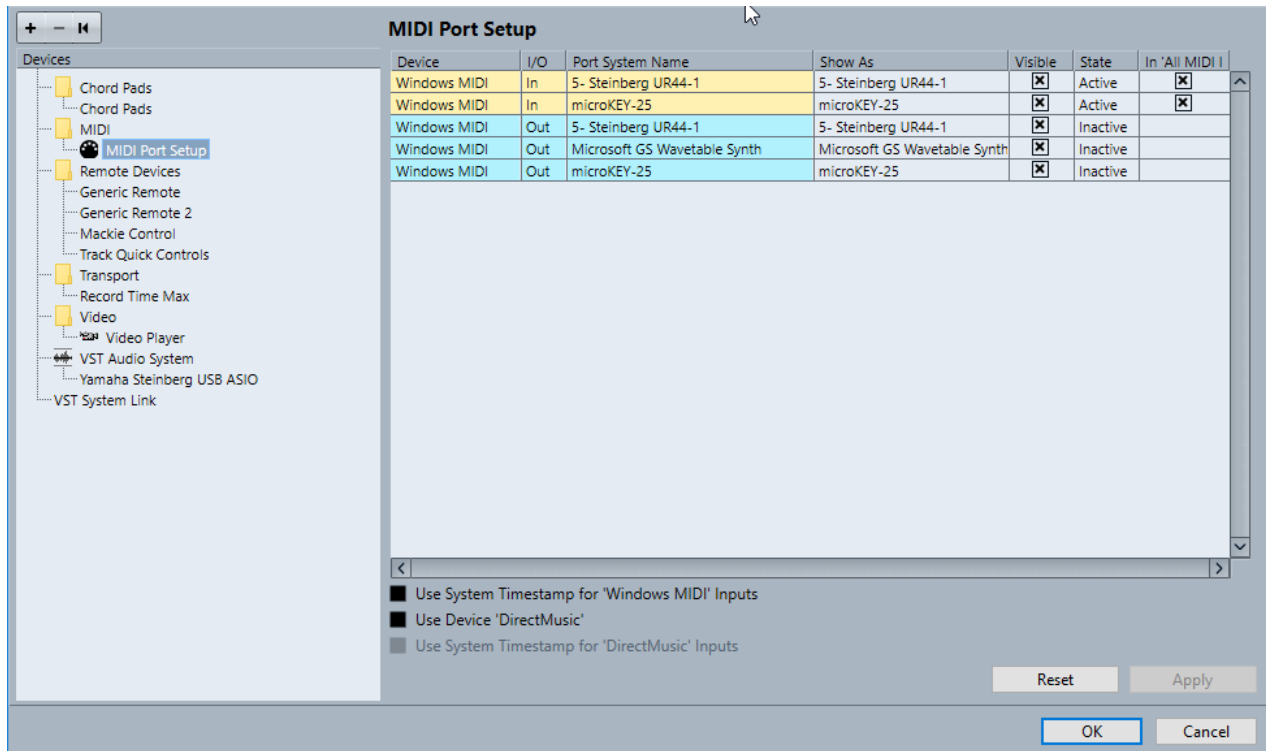 MIDI Port Setup
Devices
Chord Pads
Chord Pads
MIDI
MIDI Port Setup
Remote Devices
Generic Remote
Generic Remote 2
Mackie Control
Track Quick Controls
Transport
Record Time Max
Video
Video Player
VST Audio System
Yamaha Steinberg USB ASIO
VST System Link
Device I/O Port System Name Show As Visible State In 'All MIDI I
Windows MIDI In 5- Steinberg UR44-1 5- Steinberg UR44-1 Active
Windows MIDI In microKEY-25 microKEY-25 Active
Windows MIDI Out 5- Steinberg UR44-1 5- Steinberg UR44-1 Inactive
Windows MIDI Out Microsoft GS Wavetable Synth Microsoft GS Wavetable Synth Inactive
Windows MIDI Out microKEY-25 microKEY-25 Inactive
Use System Timestamp for 'Windows MIDI' Inputs
Use Device 'DirectMusic'
Use System Timestamp for 'DirectMusic' Inputs
Reset Apply
OK Cancel